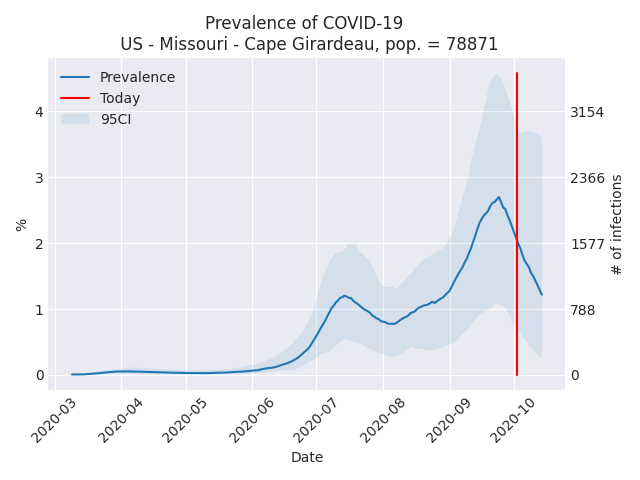 Prevalence of COVID-19
US - Missouri - Cape Girardeau, pop. = 78871
Prevalence
Today
95CI
4
3
2
1
0
%
3154
2366
1577
788
0
# of infections
2020-03
2020-04
2020-05
2020-06
2020-07
2020-08
2020-09
2020-10
Date